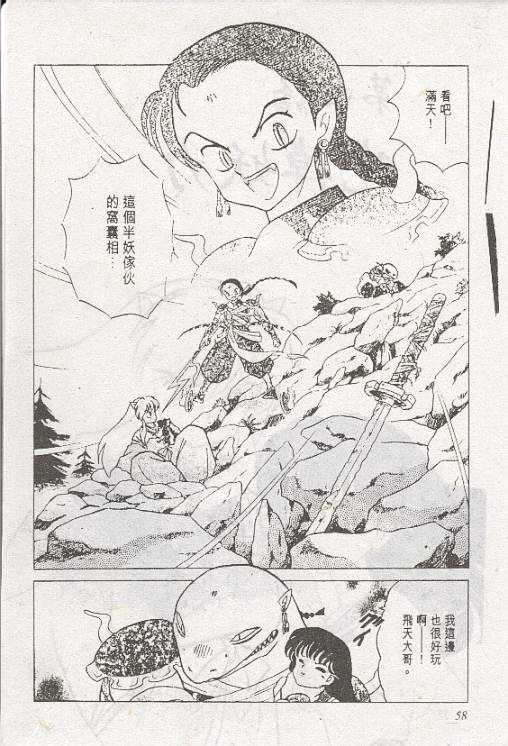 看吧——
滿天！
這個半妖傢伙
的窩囊相…
我這邊
也很好玩
啊——！
飛天大哥。
58